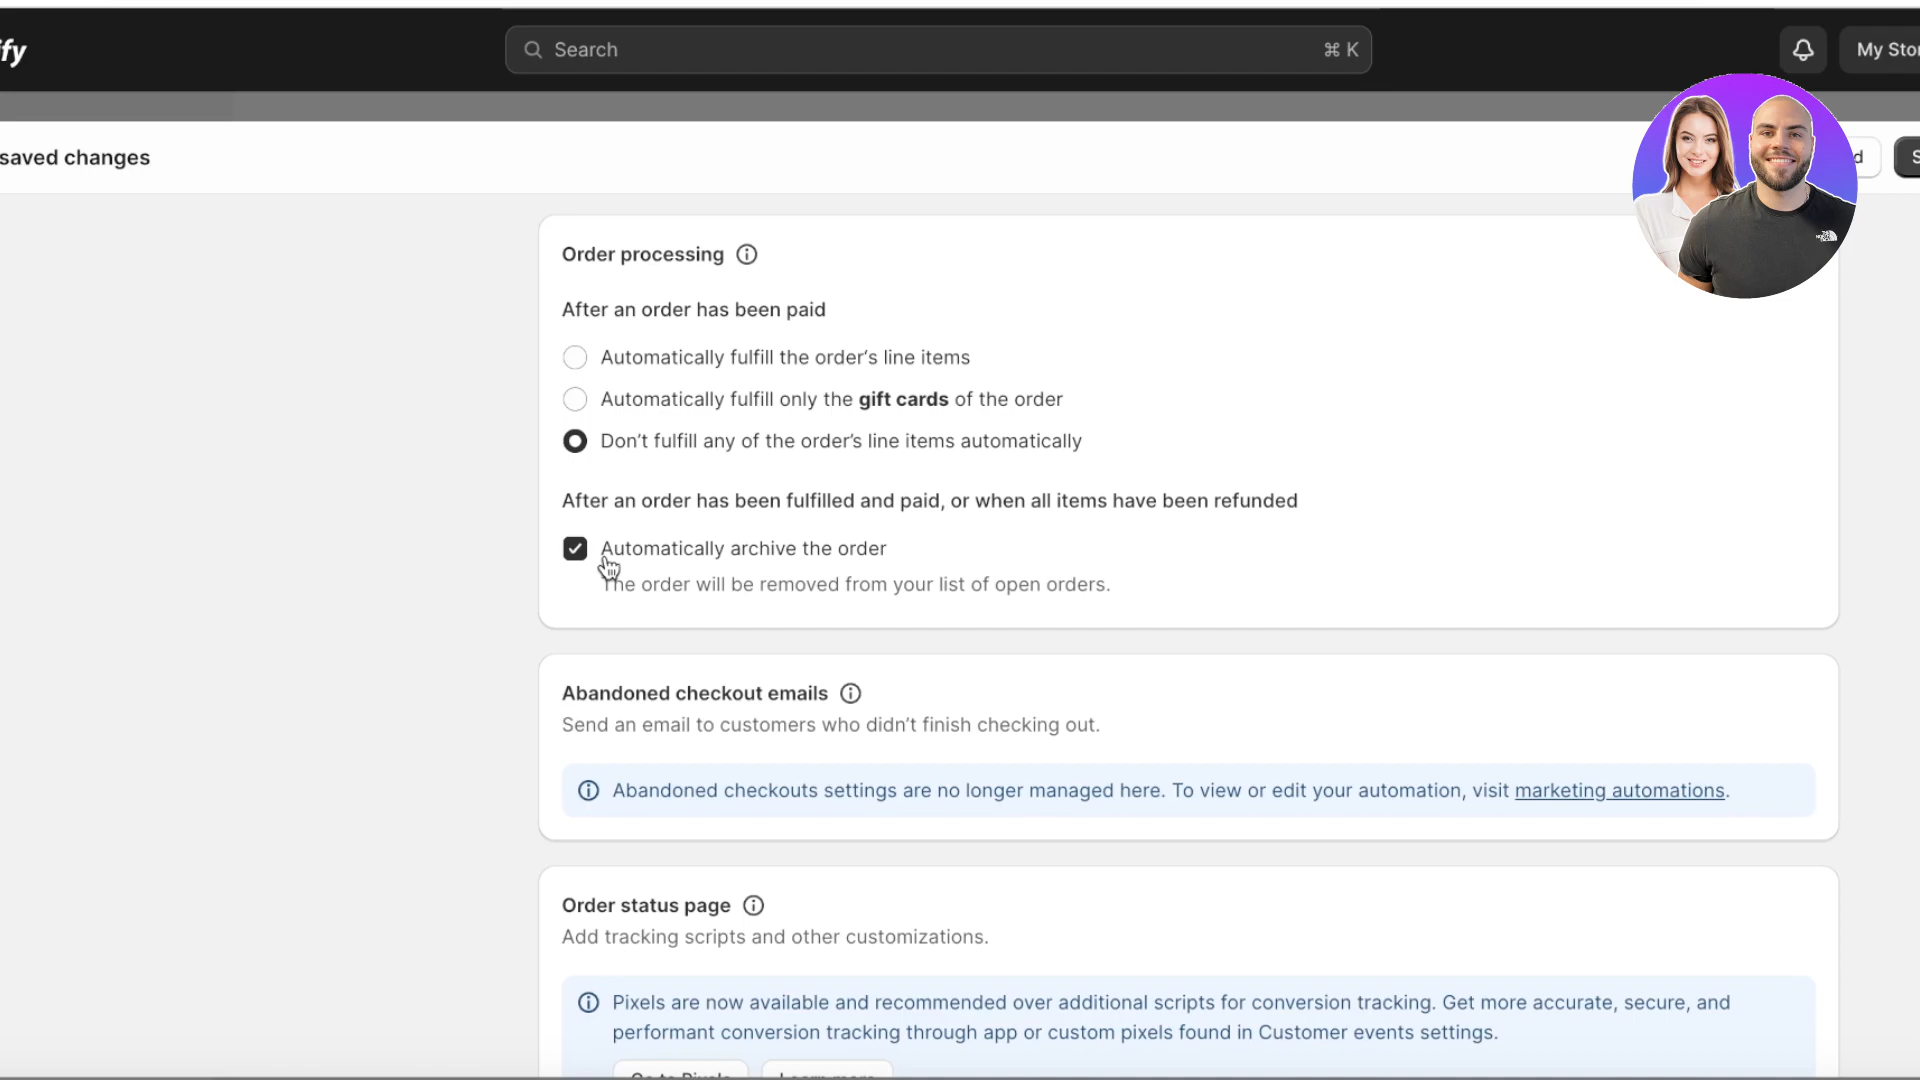 ify
Search
⌘ K
My Stor
saved changes
d
S
Order processing
After an order has been paid
Automatically fulfill the order's line items
Automatically fulfill only the gift cards of the order
Don't fulfill any of the order's line items automatically
After an order has been fulfilled and paid, or when all items have been refunded
Automatically archive the order
The order will be removed from your list of open orders.
Abandoned checkout emails
Send an email to customers who didn't finish checking out.
Abandoned checkouts settings are no longer managed here. To view or edit your automation, visit marketing automations.
Order status page
Add tracking scripts and other customizations.
Pixels are now available and recommended over additional scripts for conversion tracking. Get more accurate, secure, and
performant conversion tracking through app or custom pixels found in Customer events settings.
Go to Pixels
Learn more